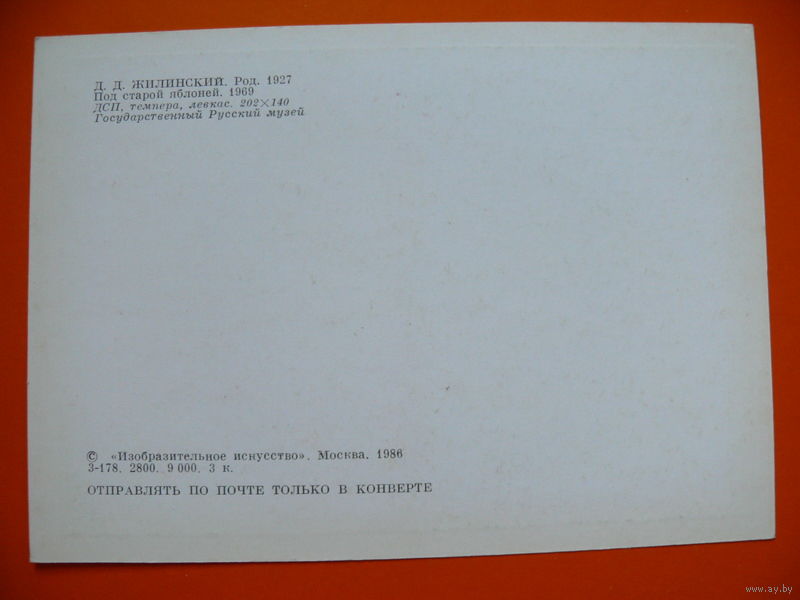 Д. Д. ЖИЛИНСКИЙ. Род. 1927
Под старой яблоней. 1969
ДСП, темпера, левкас. 202×140
Государственный Русский музей
© «Изобразительное искусство». Москва. 1986
3-178. 2800. 9 000. 3 к.
ОТПРАВЛЯТЬ ПО ПОЧТЕ ТОЛЬКО В КОНВЕРТЕ
www.ay.by